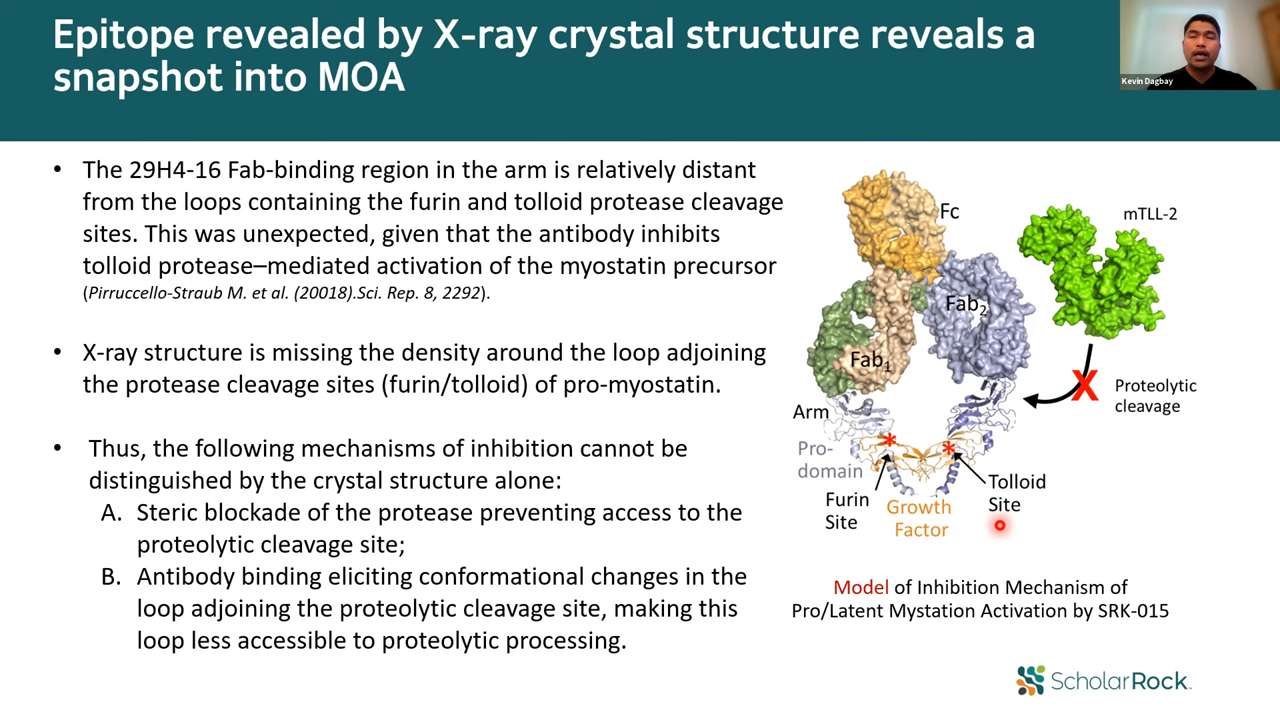 Epitope revealed by X-ray crystal structure reveals a
snapshot into MOA
Kevin Dagbay
• The 29H4-16 Fab-binding region in the arm is relatively distant
from the loops containing the furin and tolloid protease cleavage
sites. This was unexpected, given that the antibody inhibits
tolloid protease–mediated activation of the myostatin precursor
(Pirruccello-Straub M. et al. (20018).Sci. Rep. 8, 2292).
• X-ray structure is missing the density around the loop adjoining
the protease cleavage sites (furin/tolloid) of pro-myostatin.
• Thus, the following mechanisms of inhibition cannot be
distinguished by the crystal structure alone:
A. Steric blockade of the protease preventing access to the
proteolytic cleavage site;
B. Antibody binding eliciting conformational changes in the
loop adjoining the proteolytic cleavage site, making this
loop less accessible to proteolytic processing.
Fc
mTLL-2
Fab2
Fab1
X
Proteolytic
cleavage
Arm
Pro-
domain
*
*
Furin
Site
Growth
Factor
Tolloid
Site
Model of Inhibition Mechanism of
Pro/Latent Mystation Activation by SRK-015
ScholarRock